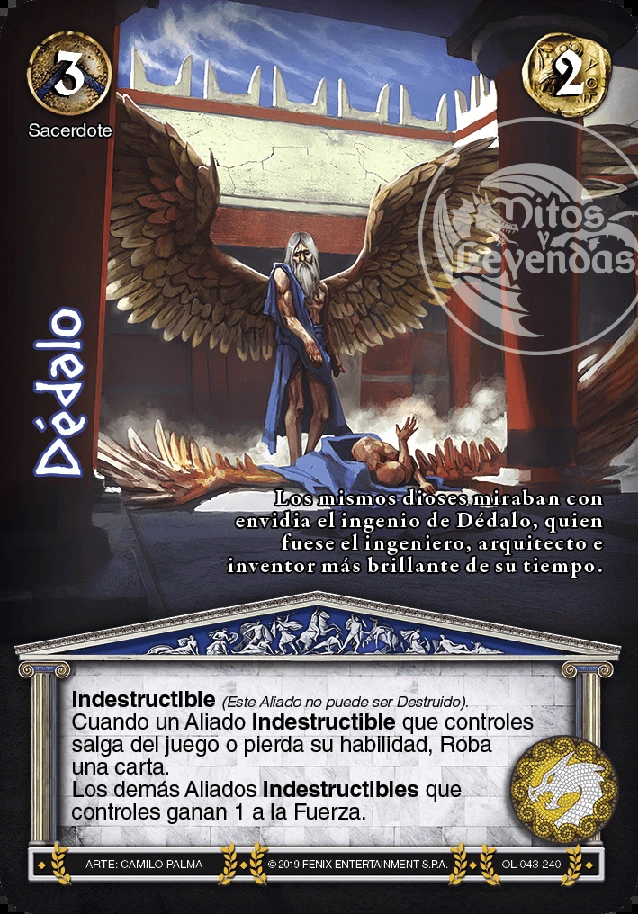 3
2
Sacerdote
Mitos
y
Leyendas
Dédalo
Los mismos dioses miraban con
envidia el ingenio de Dédalo, quien
fuese el ingeniero, arquitecto e
inventor más brillante de su tiempo.
Indestructible (Este Aliado no puede ser Destruido).
Cuando un Aliado Indestructible que controles
salga del juego o pierda su habilidad, Roba
una carta.
Los demás Aliados Indestructibles que
controles ganan 1 a la Fuerza.
ARTE: CAMILO PALMA
© 2019 FENIX ENTERTAINMENT S.P.A.
OL-043-240